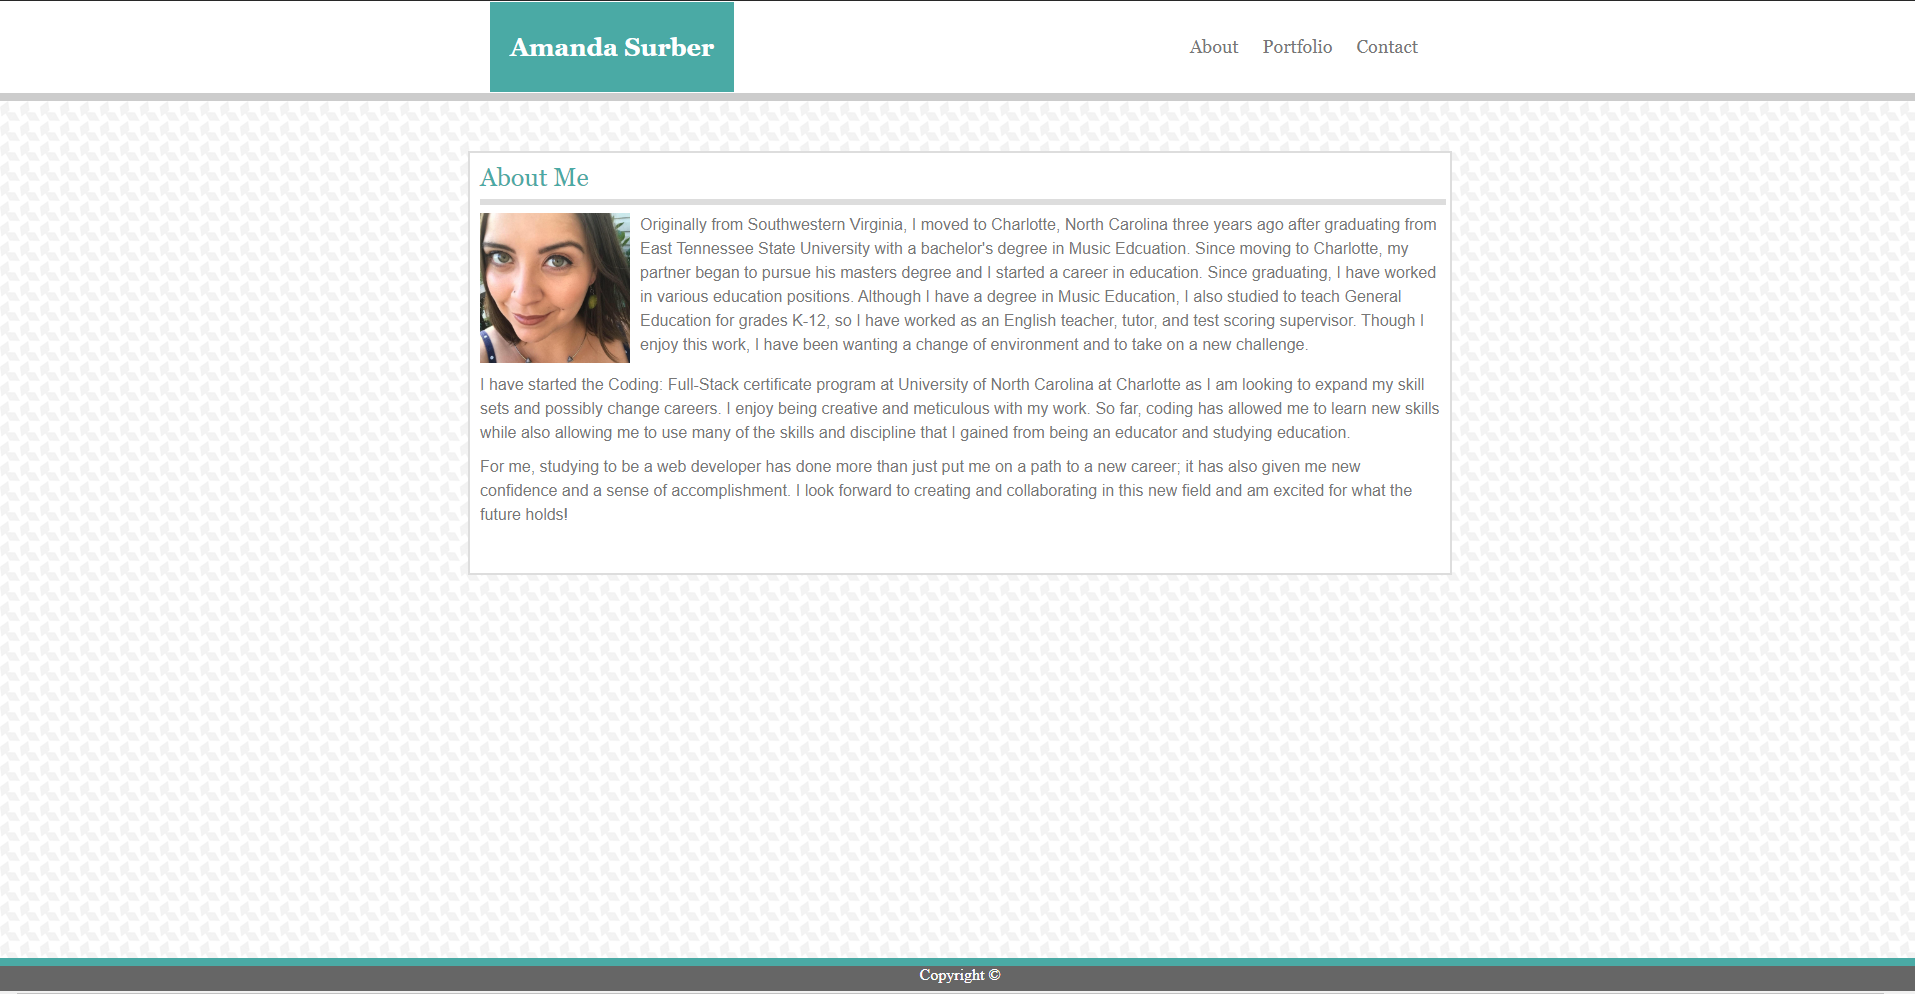 Amanda Surber
About Portfolio Contact
About Me
Originally from Southwestern Virginia, I moved to Charlotte, North Carolina three years ago after graduating from
East Tennessee State University with a bachelor's degree in Music Edcuation. Since moving to Charlotte, my
partner began to pursue his masters degree and I started a career in education. Since graduating, I have worked
in various education positions. Although I have a degree in Music Education, I also studied to teach General
Education for grades K-12, so I have worked as an English teacher, tutor, and test scoring supervisor. Though I
enjoy this work, I have been wanting a change of environment and to take on a new challenge.
I have started the Coding: Full-Stack certificate program at University of North Carolina at Charlotte as I am looking to expand my skill
sets and possibly change careers. I enjoy being creative and meticulous with my work. So far, coding has allowed me to learn new skills
while also allowing me to use many of the skills and discipline that I gained from being an educator and studying education.
For me, studying to be a web developer has done more than just put me on a path to a new career; it has also given me new
confidence and a sense of accomplishment. I look forward to creating and collaborating in this new field and am excited for what the
future holds!
Copyright ©